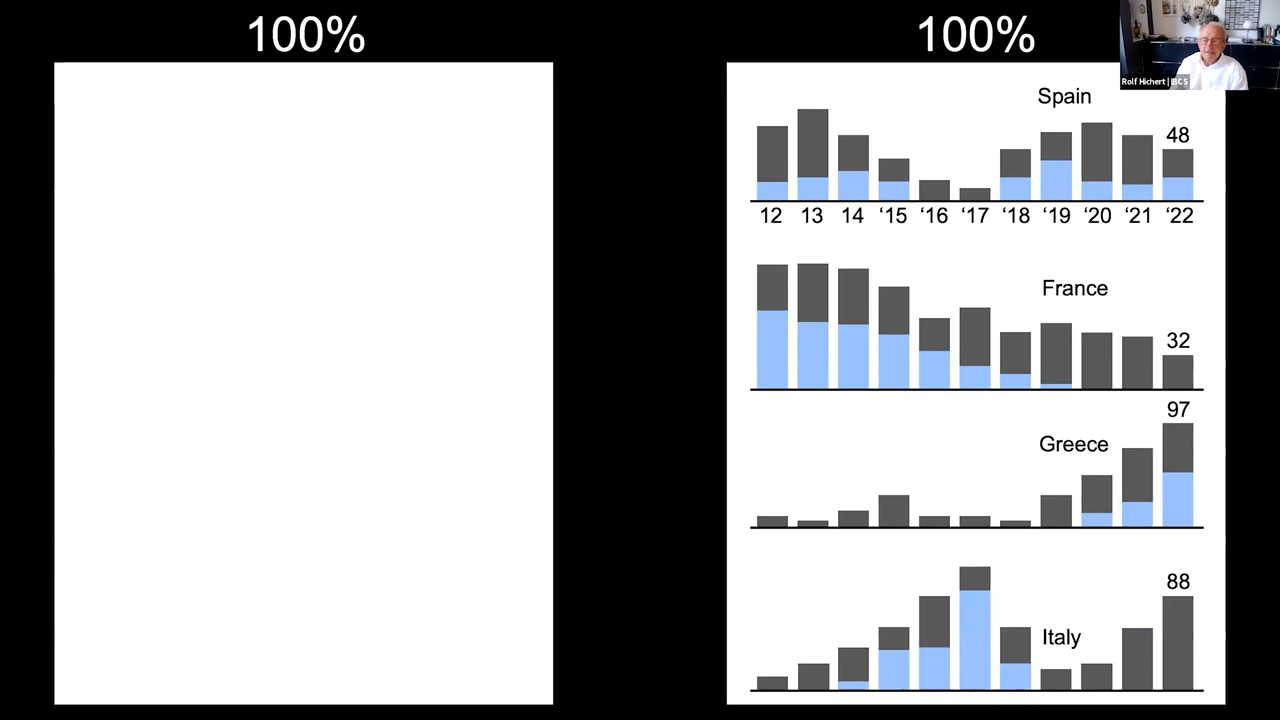 100%
100%
Rolf Hichert | IBCS
Spain
48
12 13 14 ‘15 ‘16 ‘17 ‘18 ‘19 ‘20 ‘21 ‘22
France
32
97
Greece
88
Italy